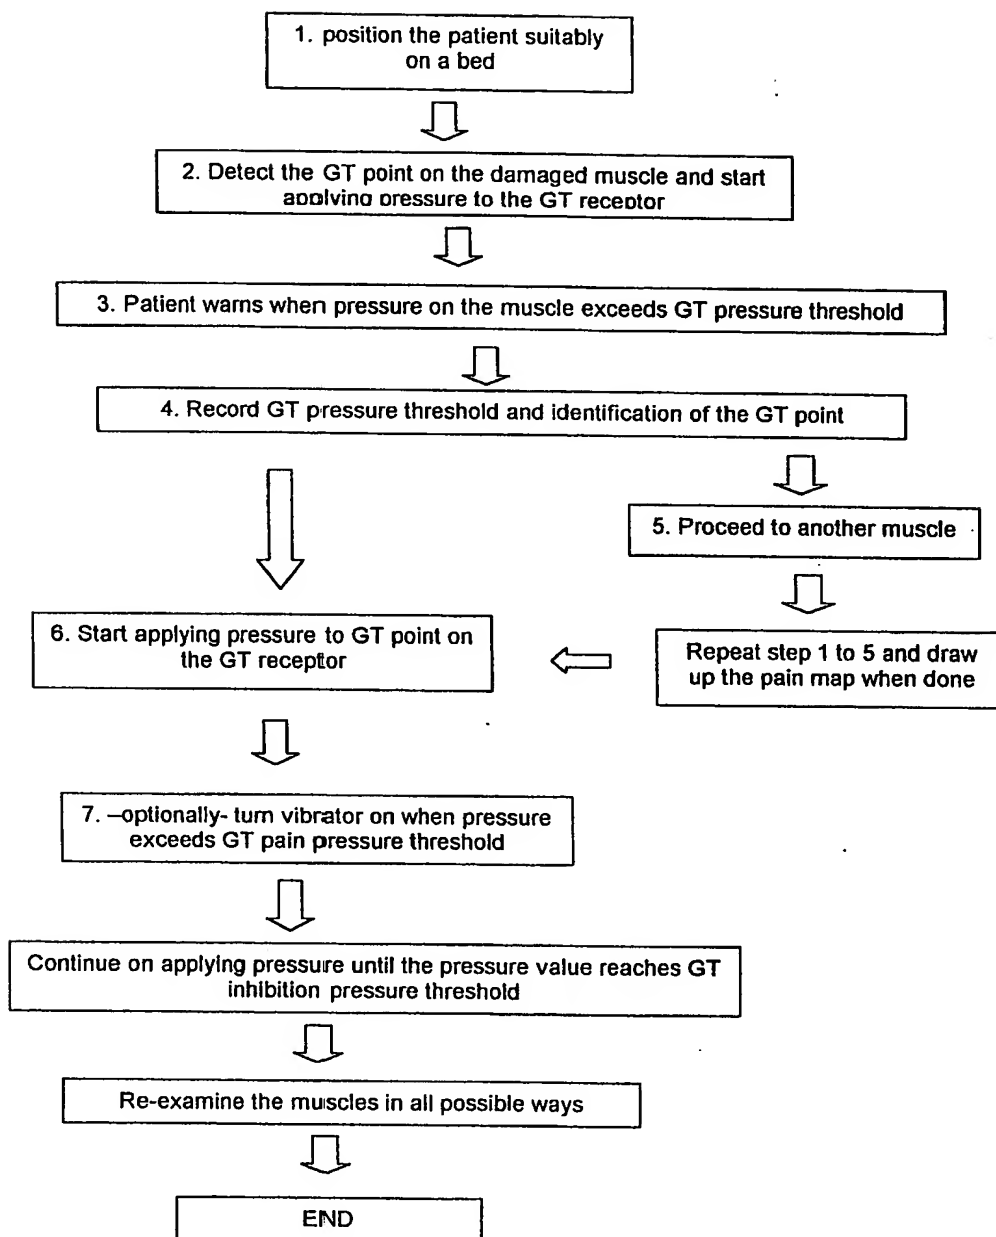 1. position the patient suitably
on a bed
2. Detect the GT point on the damaged muscle and start
applying pressure to the GT receptor
3. Patient warns when pressure on the muscle exceeds GT pressure threshold
4. Record GT pressure threshold and identification of the GT point
5. Proceed to another muscle
6. Start applying pressure to GT point on
the GT receptor
Repeat step 1 to 5 and draw
up the pain map when done
7. –optionally- turn vibrator on when pressure
exceeds GT pain pressure threshold
Continue on applying pressure until the pressure value reaches GT
inhibition pressure threshold
Re-examine the muscles in all possible ways
END